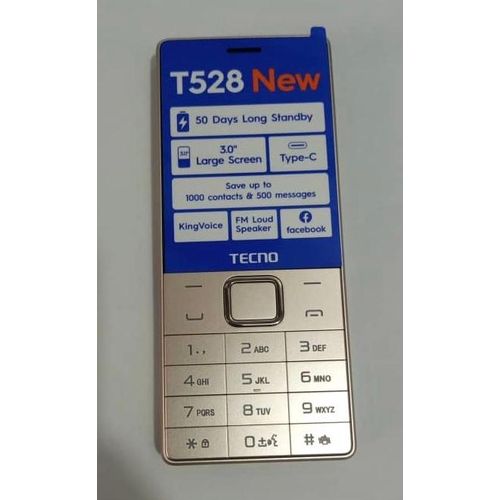 T528 New
50 Days Long Standby
3.0"
Large Screen
Type-C
Save up to
1000 contacts & 500 messages
KingVoice
FM Loud
Speaker
facebook
TECNO
1.,
2 ABC
3 DEF
4 GHI
5 JKL
6 MNO
7 PQRS
8 TUV
9 WXYZ
*
0
#